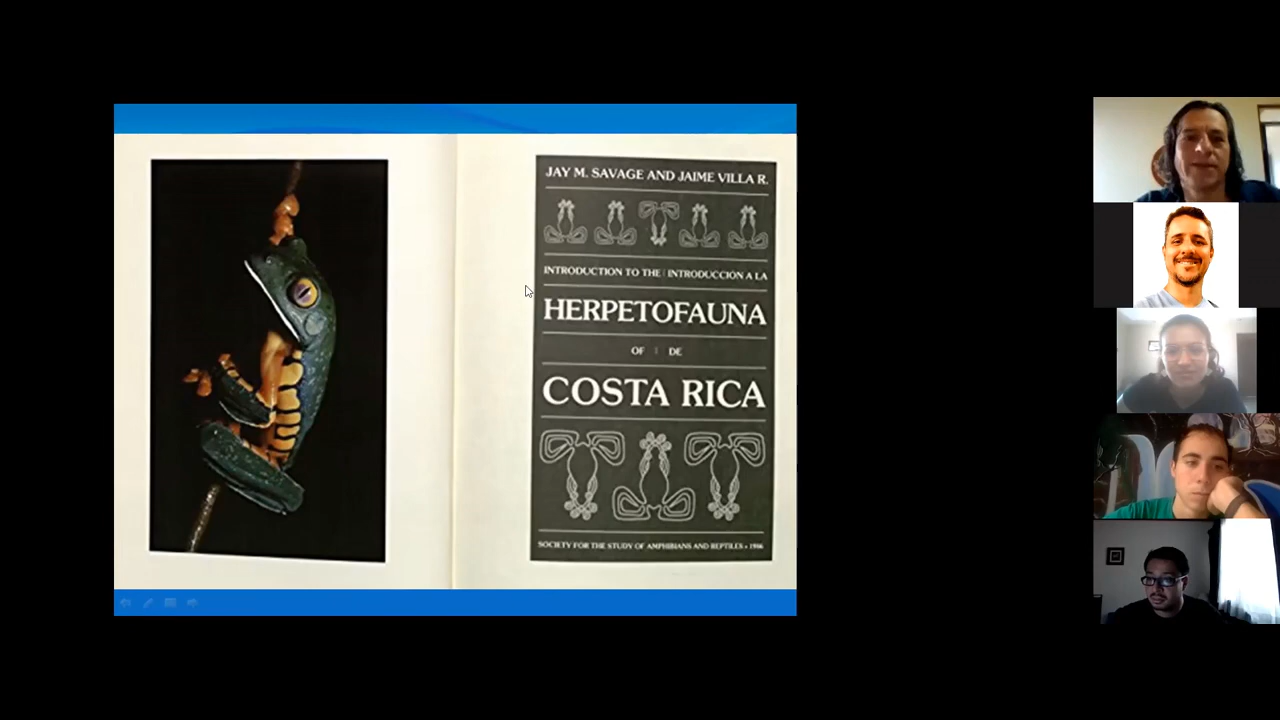 JAY M. SAVAGE AND JAIME VILLA R.
INTRODUCTION TO THE | INTRODUCCIÓN A LA
HERPETOFAUNA
OF | DE
COSTA RICA
SOCIETY FOR THE STUDY OF AMPHIBIANS AND REPTILES • 1986